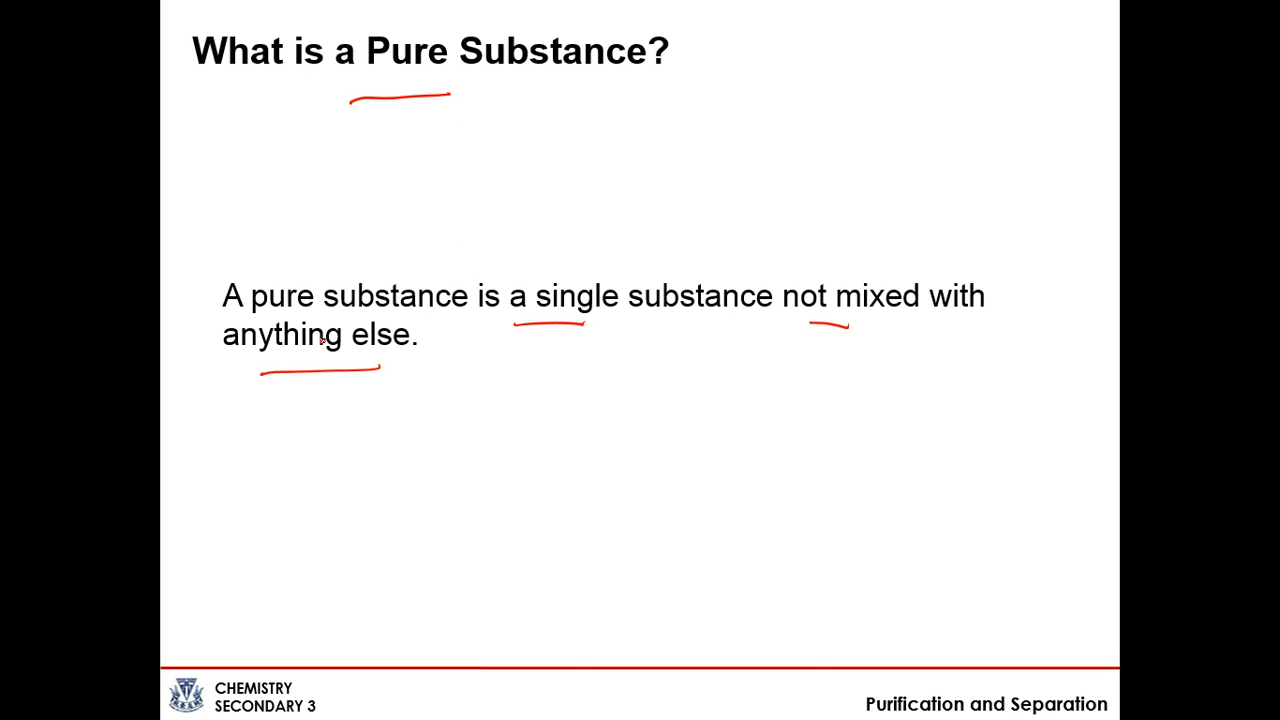 What is a Pure Substance?
A pure substance is a single substance not mixed with
anything else.
CHEMISTRY
SECONDARY 3
Purification and Separation